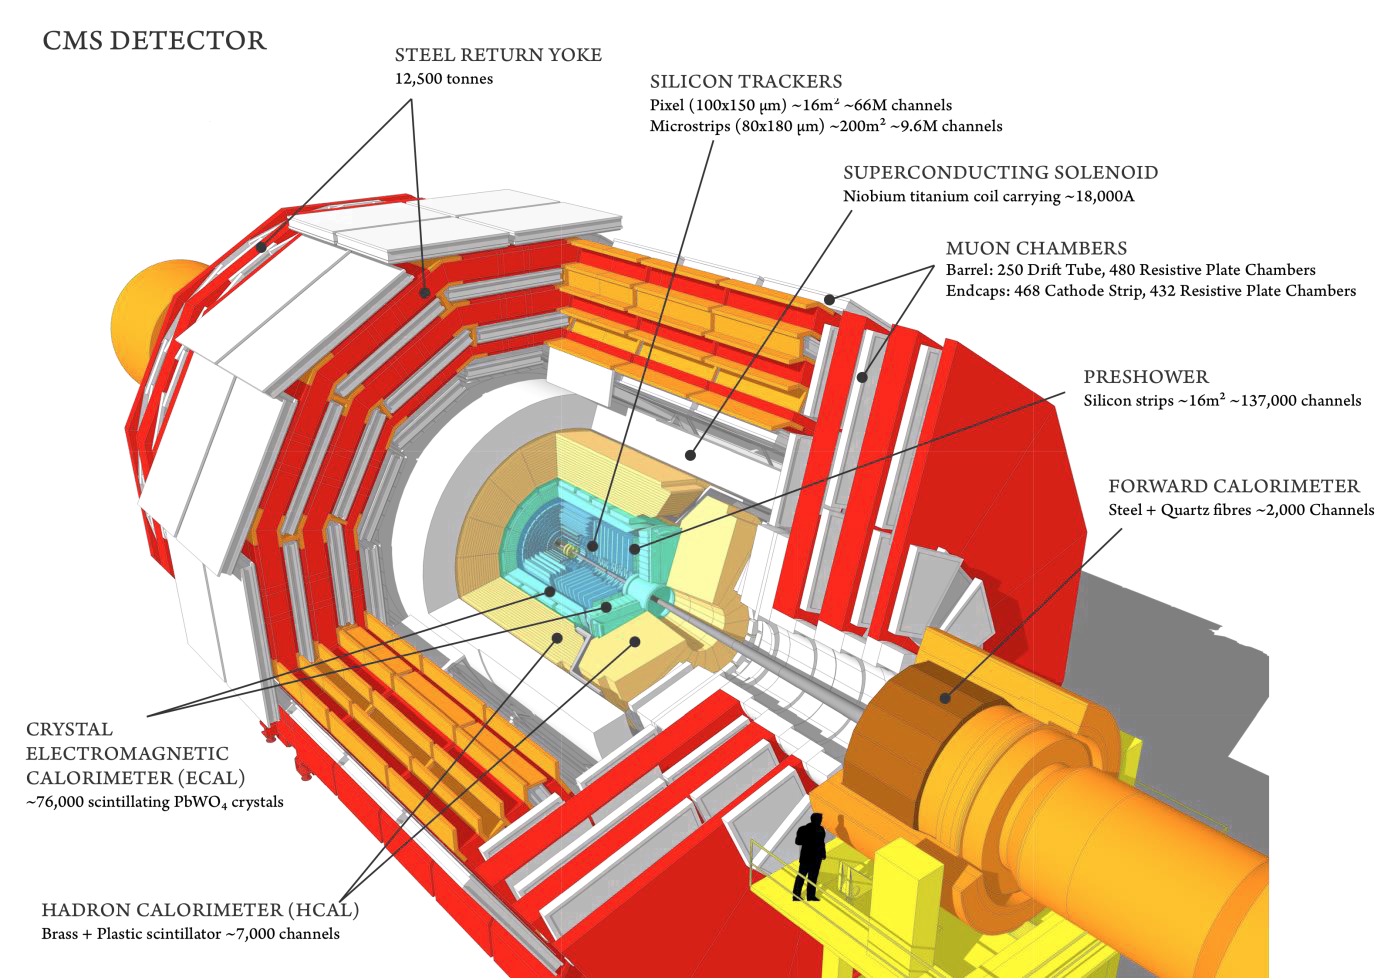 CMS DETECTOR
STEEL RETURN YOKE
12,500 tonnes
SILICON TRACKERS
Pixel (100x150 μm) ~16m² ~66M channels
Microstrips (80x180 μm) ~200m² ~9.6M channels
SUPERCONDUCTING SOLENOID
Niobium titanium coil carrying ~18,000A
MUON CHAMBERS
Barrel: 250 Drift Tube, 480 Resistive Plate Chambers
Endcaps: 468 Cathode Strip, 432 Resistive Plate Chambers
PRESHOWER
Silicon strips ~16m² ~137,000 channels
FORWARD CALORIMETER
Steel + Quartz fibres ~2,000 Channels
CRYSTAL
ELECTROMAGNETIC
CALORIMETER (ECAL)
~76,000 scintillating PbWO₄ crystals
HADRON CALORIMETER (HCAL)
Brass + Plastic scintillator ~7,000 channels